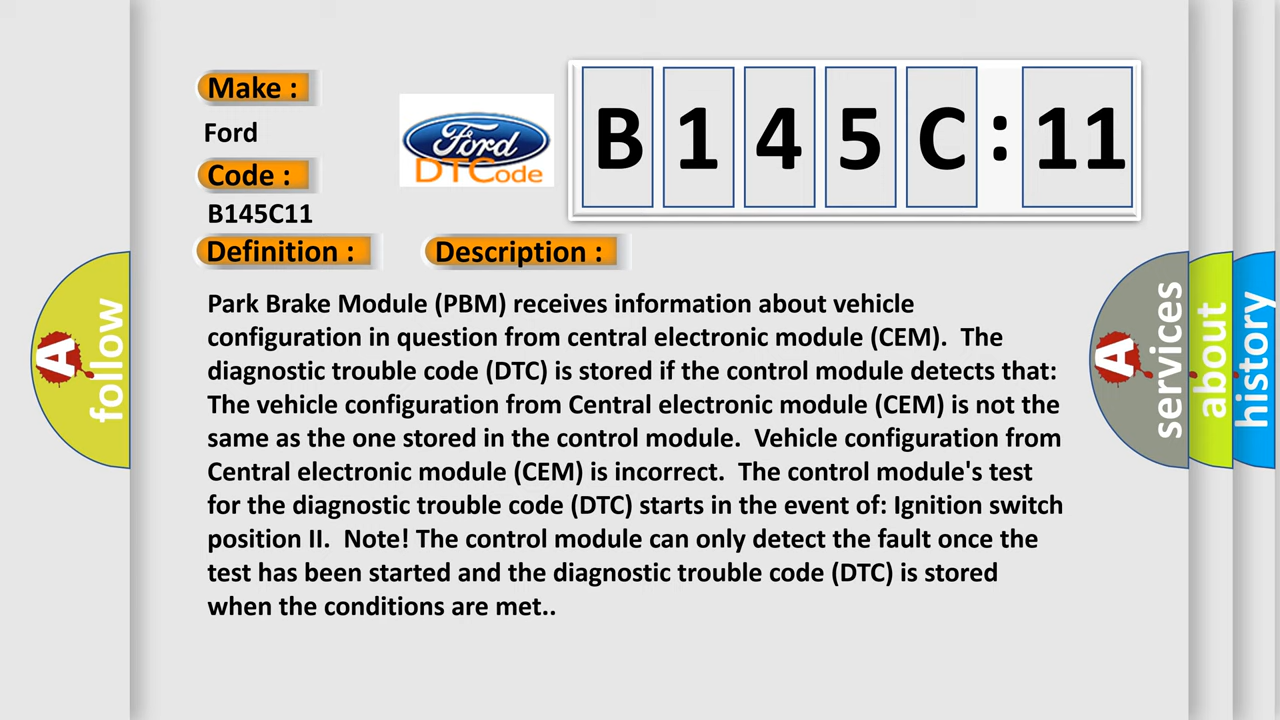 Make :
Ford
Code :
B145C11
Ford
DTCode
B145C:11
Definition :
Description :
Park Brake Module (PBM) receives information about vehicle
configuration in question from central electronic module (CEM).  The
diagnostic trouble code (DTC) is stored if the control module detects that:
The vehicle configuration from Central electronic module (CEM) is not the
same as the one stored in the control module.  Vehicle configuration from
Central electronic module (CEM) is incorrect.  The control module's test
for the diagnostic trouble code (DTC) starts in the event of: Ignition switch
position II.  Note! The control module can only detect the fault once the
test has been started and the diagnostic trouble code (DTC) is stored
when the conditions are met..
A
follow
A
services
about
history